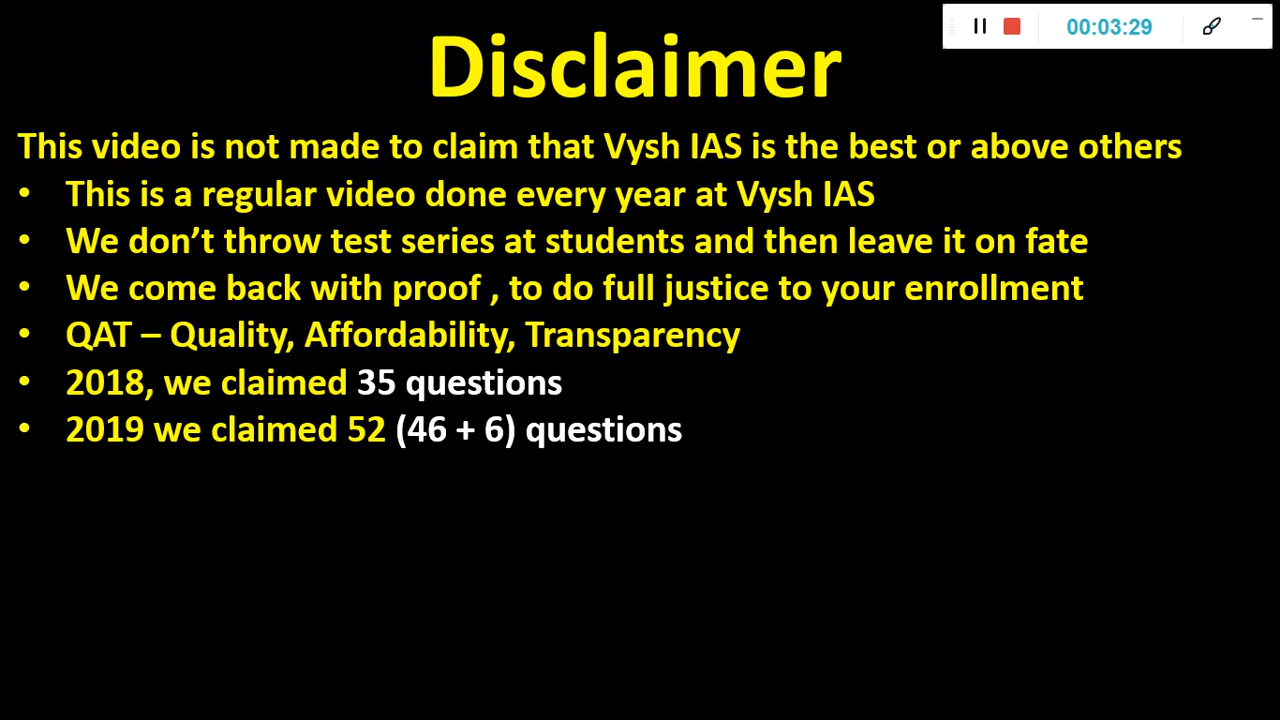 00:03:29
Disclaimer
This video is not made to claim that Vysh IAS is the best or above others
• This is a regular video done every year at Vysh IAS
• We don’t throw test series at students and then leave it on fate
• We come back with proof , to do full justice to your enrollment
• QAT – Quality, Affordability, Transparency
• 2018, we claimed 35 questions
• 2019 we claimed 52 (46 + 6) questions